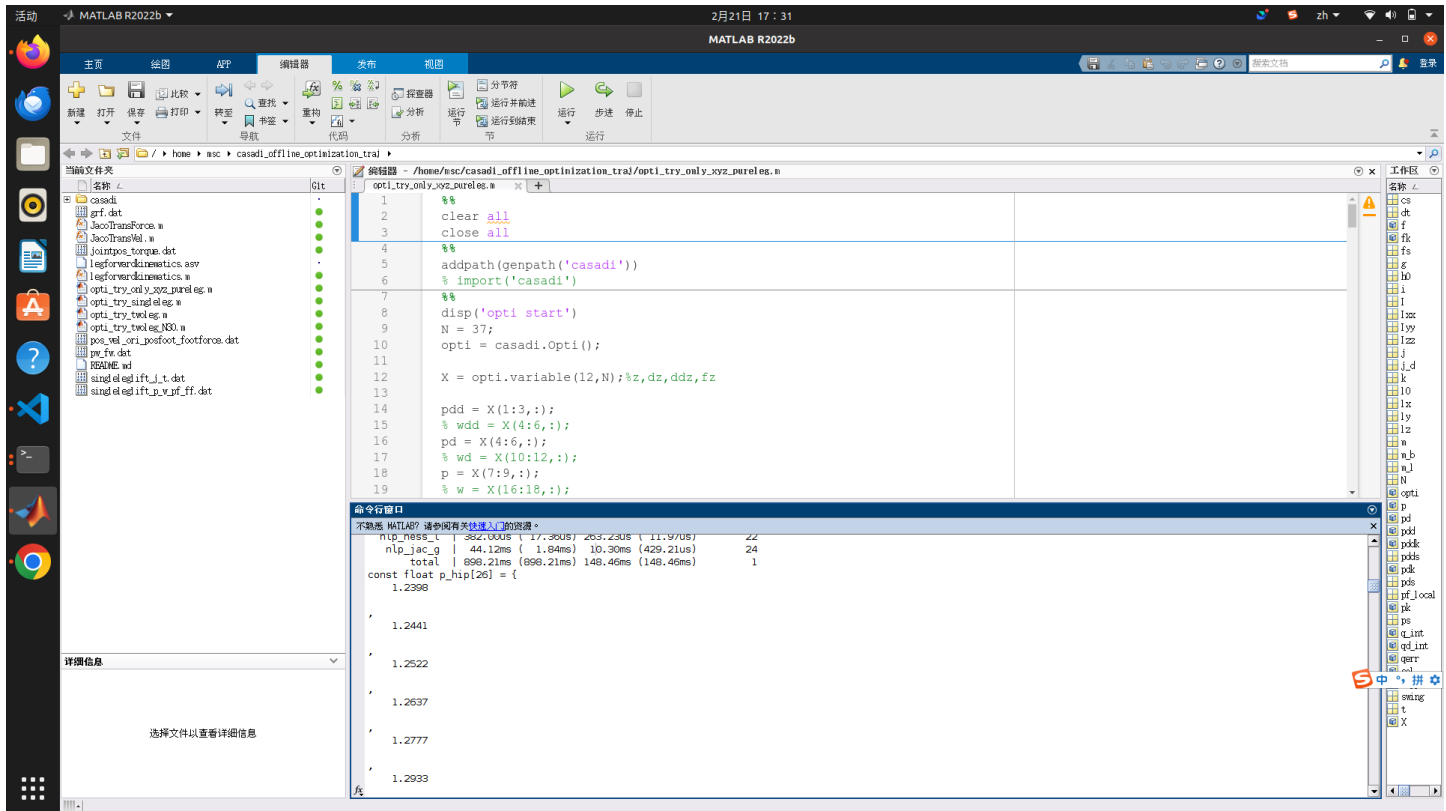 活动 MATLAB R2022b 2月21日 17：31 zh
MATLAB R2022b
主页 绘图 APP 编辑器 发布 视图 搜索文档 登录
新建 打开 保存 比较 打印 转至 查找 书签 重构 探查器 分析 运行节 分节符 运行并前进 运行到结束 运行 步进 停止
文件 导航 代码 分析 节 运行
/ home msc casadi_offline_optimization_traj
当前文件夹
名称 Git
casadi
grf.dat
JacoTransForce.m
JacoTransVel.m
jointpos_torque.dat
legforwardkinematics.asv
legforwardkinematics.m
opti_try_only_xyz_pureleg.m
opti_try_singleleg.m
opti_try_twoleg.m
opti_try_twoleg_N30.m
pos_vel_ori_posfoot_footforce.dat
pw_fw.dat
README.md
singleleglift_j_t.dat
singleleglift_p_v_pf_ff.dat
详细信息
选择文件以查看详细信息
编辑器 - /home/msc/casadi_offline_optimization_traj/opti_try_only_xyz_pureleg.m
opti_try_only_xyz_pureleg.m
1 %%
2 clear all
3 close all
4 %%
5 addpath(genpath('casadi'))
6 % import('casadi')
7 %%
8 disp('opti start')
9 N = 37;
10 opti = casadi.Opti();
11
12 X = opti.variable(12,N);%z,dz,ddz,fz
13
14 pdd = X(1:3,:);
15 % wdd = X(4:6,:);
16 pd = X(4:6,:);
17 % wd = X(10:12,:);
18 p = X(7:9,:);
19 % w = X(16:18,:);
命令行窗口
不熟悉 MATLAB? 请参阅有关快速入门的资源。
nlp_hess_l | 382.00us ( 17.36us) 263.23us ( 11.97us) 22
nlp_jac_g | 44.12ms ( 1.84ms) 10.30ms (429.21us) 24
total | 898.21ms (898.21ms) 148.46ms (148.46ms) 1
const float p_hip[26] = {
1.2398
,
1.2441
,
1.2522
,
1.2637
,
1.2777
,
1.2933
fx
工作区
名称
cs
dt
f
fk
fs
g
h0
i
I
Ixx
Iyy
Izz
j
j_d
k
l0
lx
ly
lz
m
m_b
m_l
N
opti
p
pd
pdd
pddk
pdds
pdk
pds
pf_local
pk
ps
q_int
qd_int
qerr
中 拼
swing
t
X